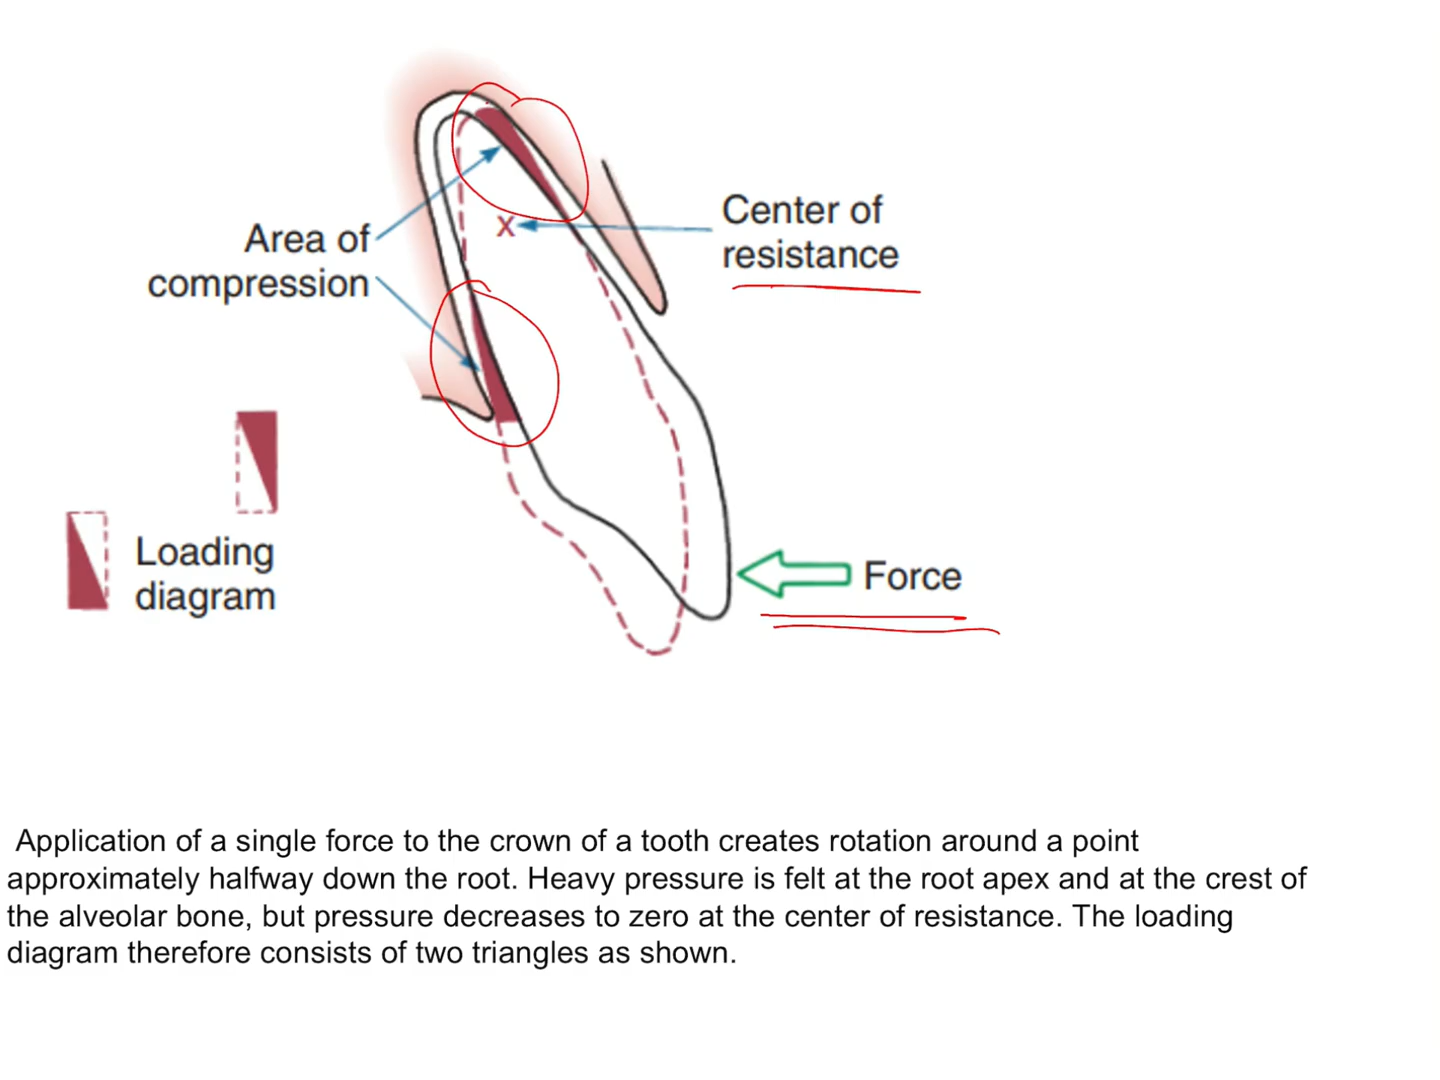 Area of
compression
X
Center of
resistance
Loading
diagram
Force
Application of a single force to the crown of a tooth creates rotation around a point
approximately halfway down the root. Heavy pressure is felt at the root apex and at the crest of
the alveolar bone, but pressure decreases to zero at the center of resistance. The loading
diagram therefore consists of two triangles as shown.